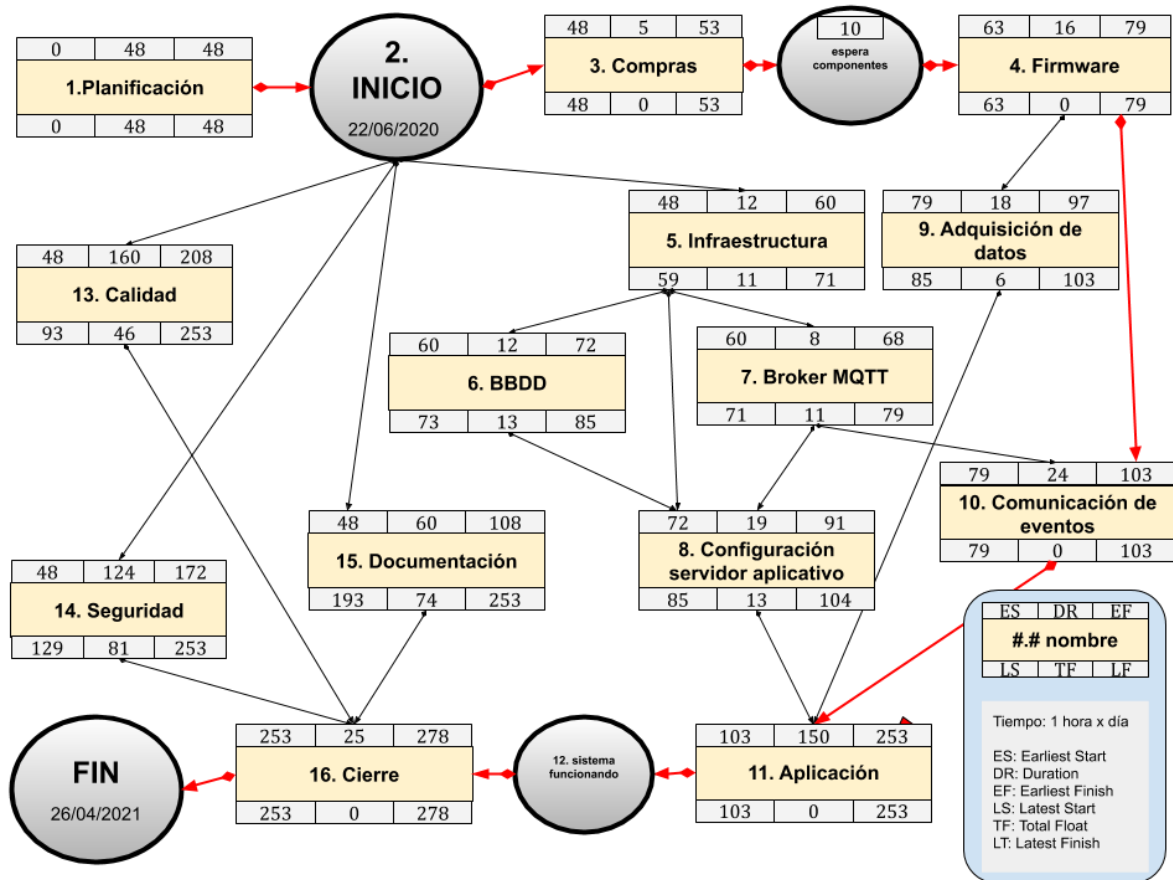 0 48 48
1.Planificación
0 48 48
2.
INICIO
22/06/2020
48 5 53
3. Compras
48 0 53
10
espera
componentes
63 16 79
4. Firmware
63 0 79
48 12 60
5. Infraestructura
59 11 71
79 18 97
9. Adquisición de
datos
85 6 103
48 160 208
13. Calidad
93 46 253
60 12 72
6. BBDD
73 13 85
60 8 68
7. Broker MQTT
71 11 79
79 24 103
10. Comunicación de
eventos
79 0 103
48 124 172
14. Seguridad
129 81 253
48 60 108
15. Documentación
193 74 253
72 19 91
8. Configuración
servidor aplicativo
85 13 104
ES DR EF
#.# nombre
LS TF LF
Tiempo: 1 hora x día
ES: Earliest Start
DR: Duration
EF: Earliest Finish
LS: Latest Start
TF: Total Float
LT: Latest Finish
FIN
26/04/2021
253 25 278
16. Cierre
253 0 278
12. sistema
funcionando
103 150 253
11. Aplicación
103 0 253